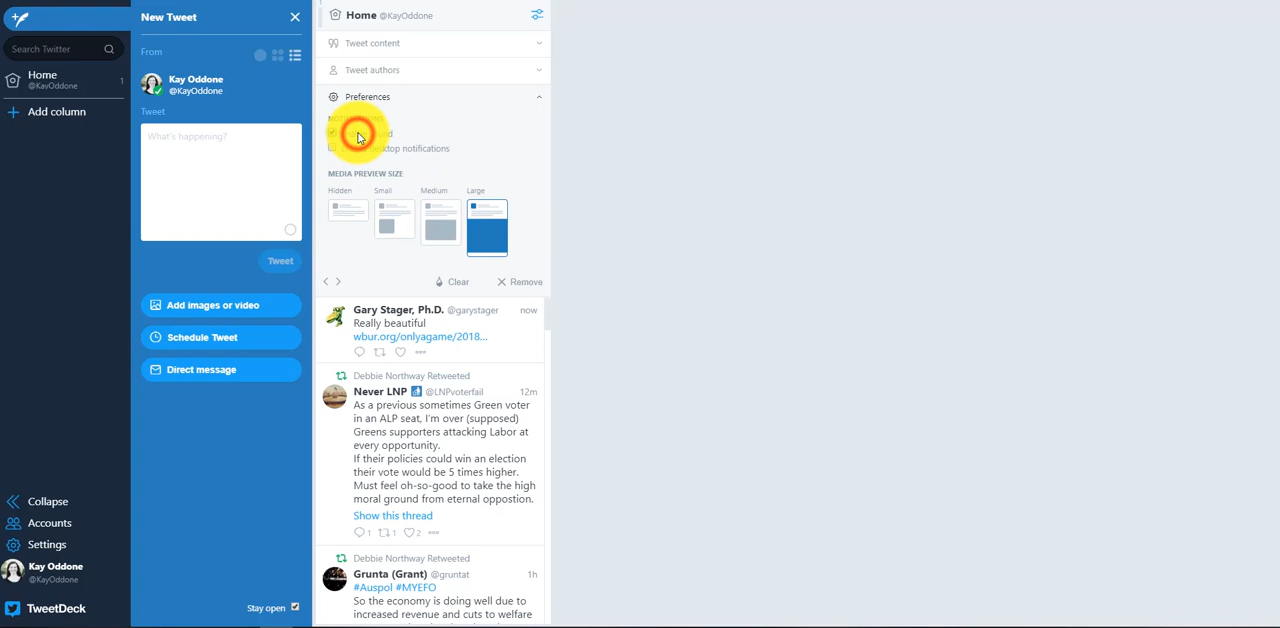 New Tweet
Search Twitter
Home
@KayOddone
1
Add column
From
Kay Oddone
@KayOddone
Tweet
What's happening?
Tweet
Add images or video
Schedule Tweet
Direct message
Stay open
Collapse
Accounts
Settings
Kay Oddone
@KayOddone
TweetDeck
Home @KayOddone
Tweet content
Tweet authors
Preferences
desktop notifications
MEDIA PREVIEW SIZE
Hidden Small Medium Large
Clear Remove
Gary Stager, Ph.D. @garystager now
Really beautiful
wbur.org/onlyagame/2018...
Debbie Northway Retweeted
Never LNP @LNPvoterfail 12m
As a previous sometimes Green voter
in an ALP seat, I'm over (supposed)
Greens supporters attacking Labor at
every opportunity.
If their policies could win an election
their vote would be 5 times higher.
Must feel oh-so-good to take the high
moral ground from eternal oppostion.
Show this thread
1 1 2
Debbie Northway Retweeted
Grunta (Grant) @gruntat 1h
#Auspol #MYEFO
So the economy is doing well due to
increased revenue and cuts to welfare